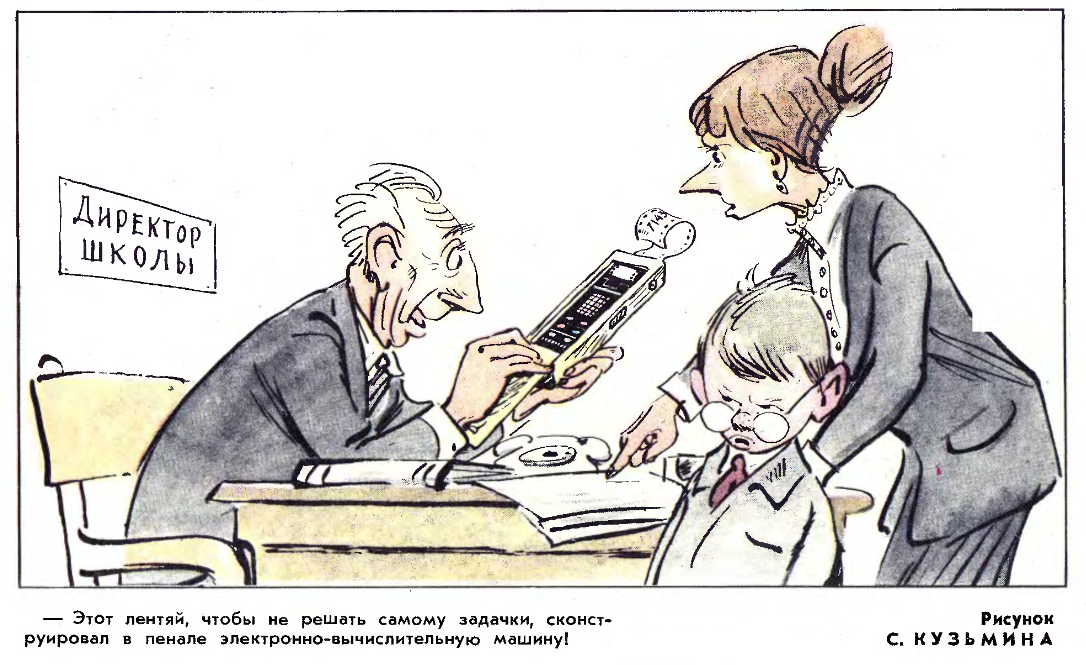 ДИРЕКТОР
ШКОЛЫ
— Этот лентяй, чтобы не решать самому задачки, сконст-
руировал в пенале электронно-вычислительную машину!
Рисунок
С. КУЗЬМИНА